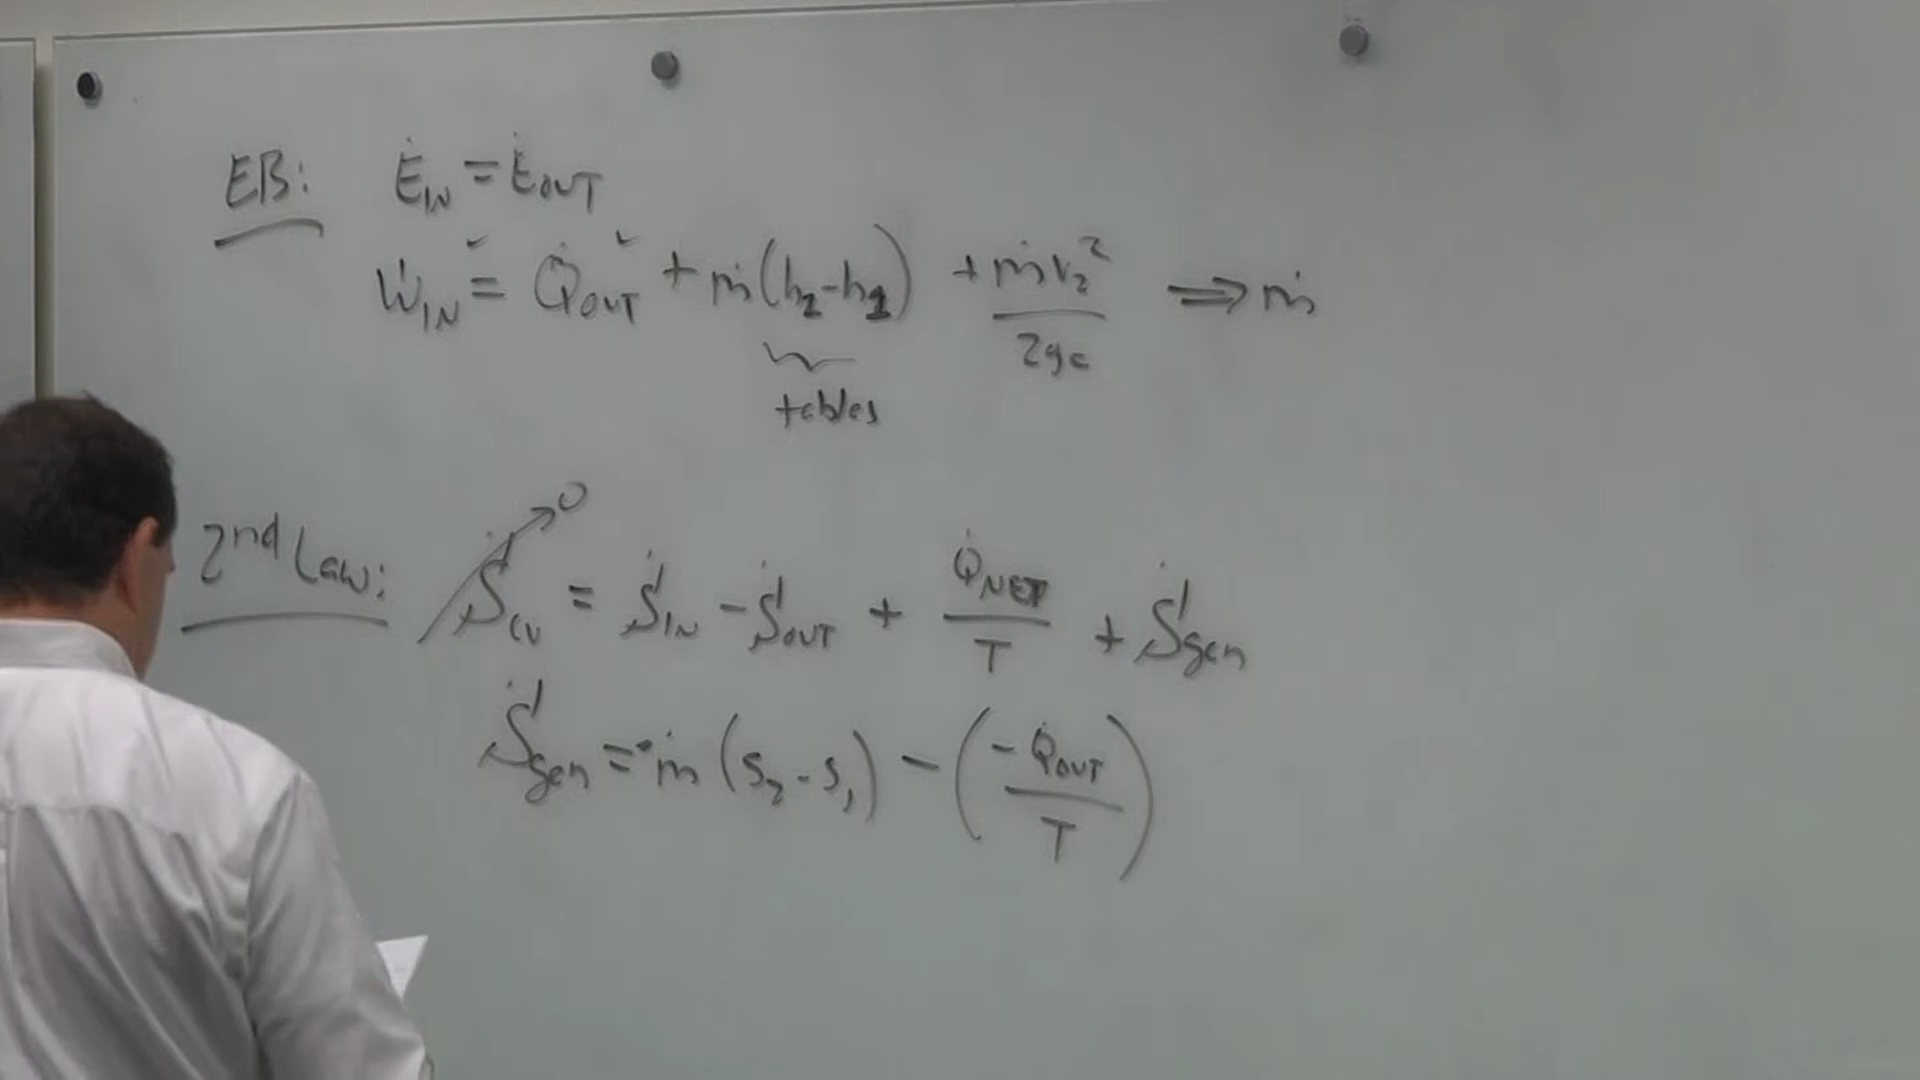 EB: Ė_IN = Ė_OUT
Ẇ_IN = Q̇_OUT + ṁ(h₂-h₁) + ṁv₂²/2gc ⇒ ṁ
tables
2nd Law: Ṡ_CV → 0 = Ṡ_IN - Ṡ_OUT + Q̇_NET/T + Ṡ_gen
Ṡ_gen = ṁ(s₂-s₁) - (-Q̇_OUT/T)